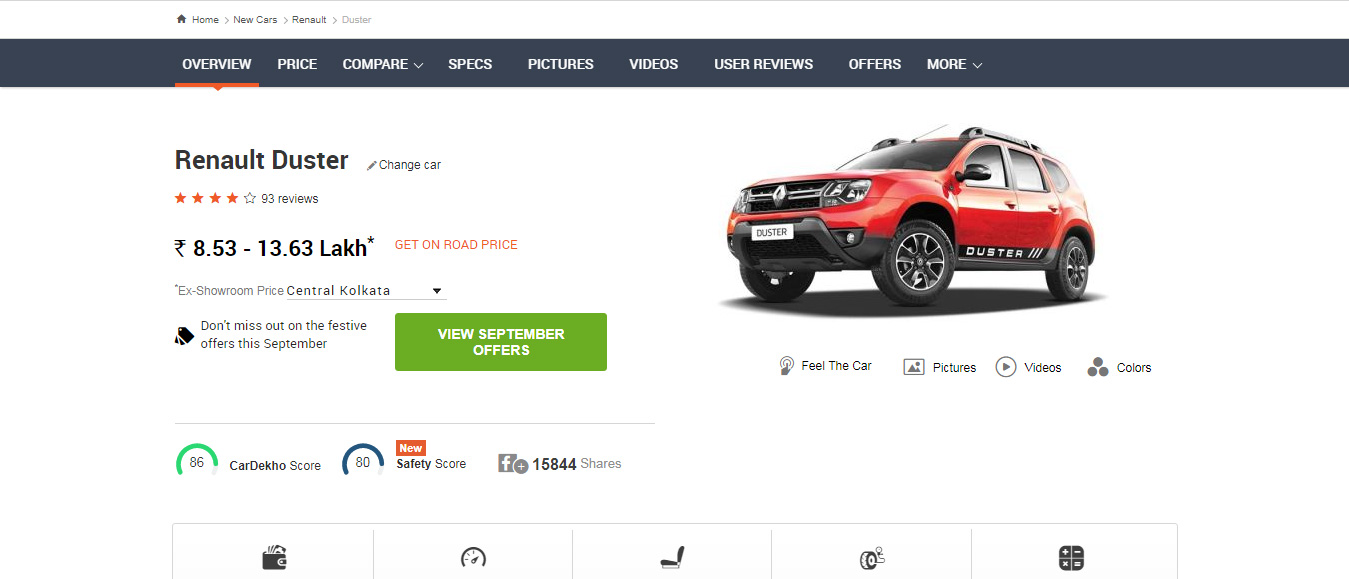 Home > New Cars > Renault > Duster
OVERVIEW PRICE COMPARE SPECS PICTURES VIDEOS USER REVIEWS OFFERS MORE
Renault Duster Change car
93 reviews
₹ 8.53 - 13.63 Lakh* GET ON ROAD PRICE
*Ex-Showroom Price Central Kolkata
Don't miss out on the festive
offers this September
VIEW SEPTEMBER
OFFERS
DUSTER
DUSTER
Feel The Car Pictures Videos Colors
86 CarDekho Score
80 New
Safety Score
15844 Shares